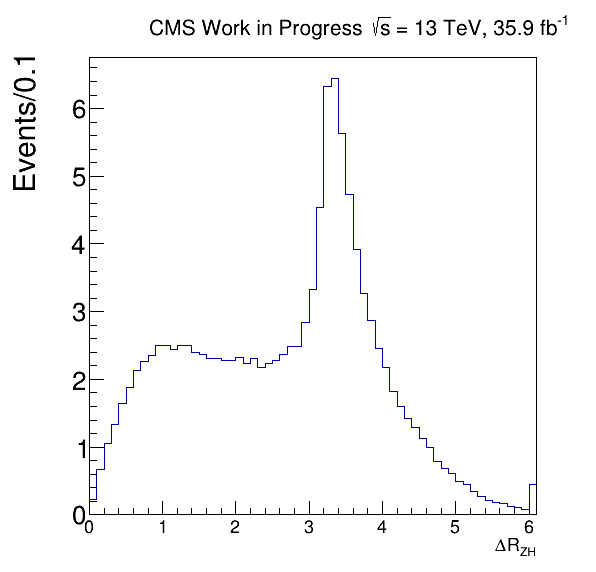 CMS Work in Progress √s = 13 TeV, 35.9 fb⁻¹
Events/0.1
6
5
4
3
2
1
0
0 1 2 3 4 5 6
ΔR_ZH